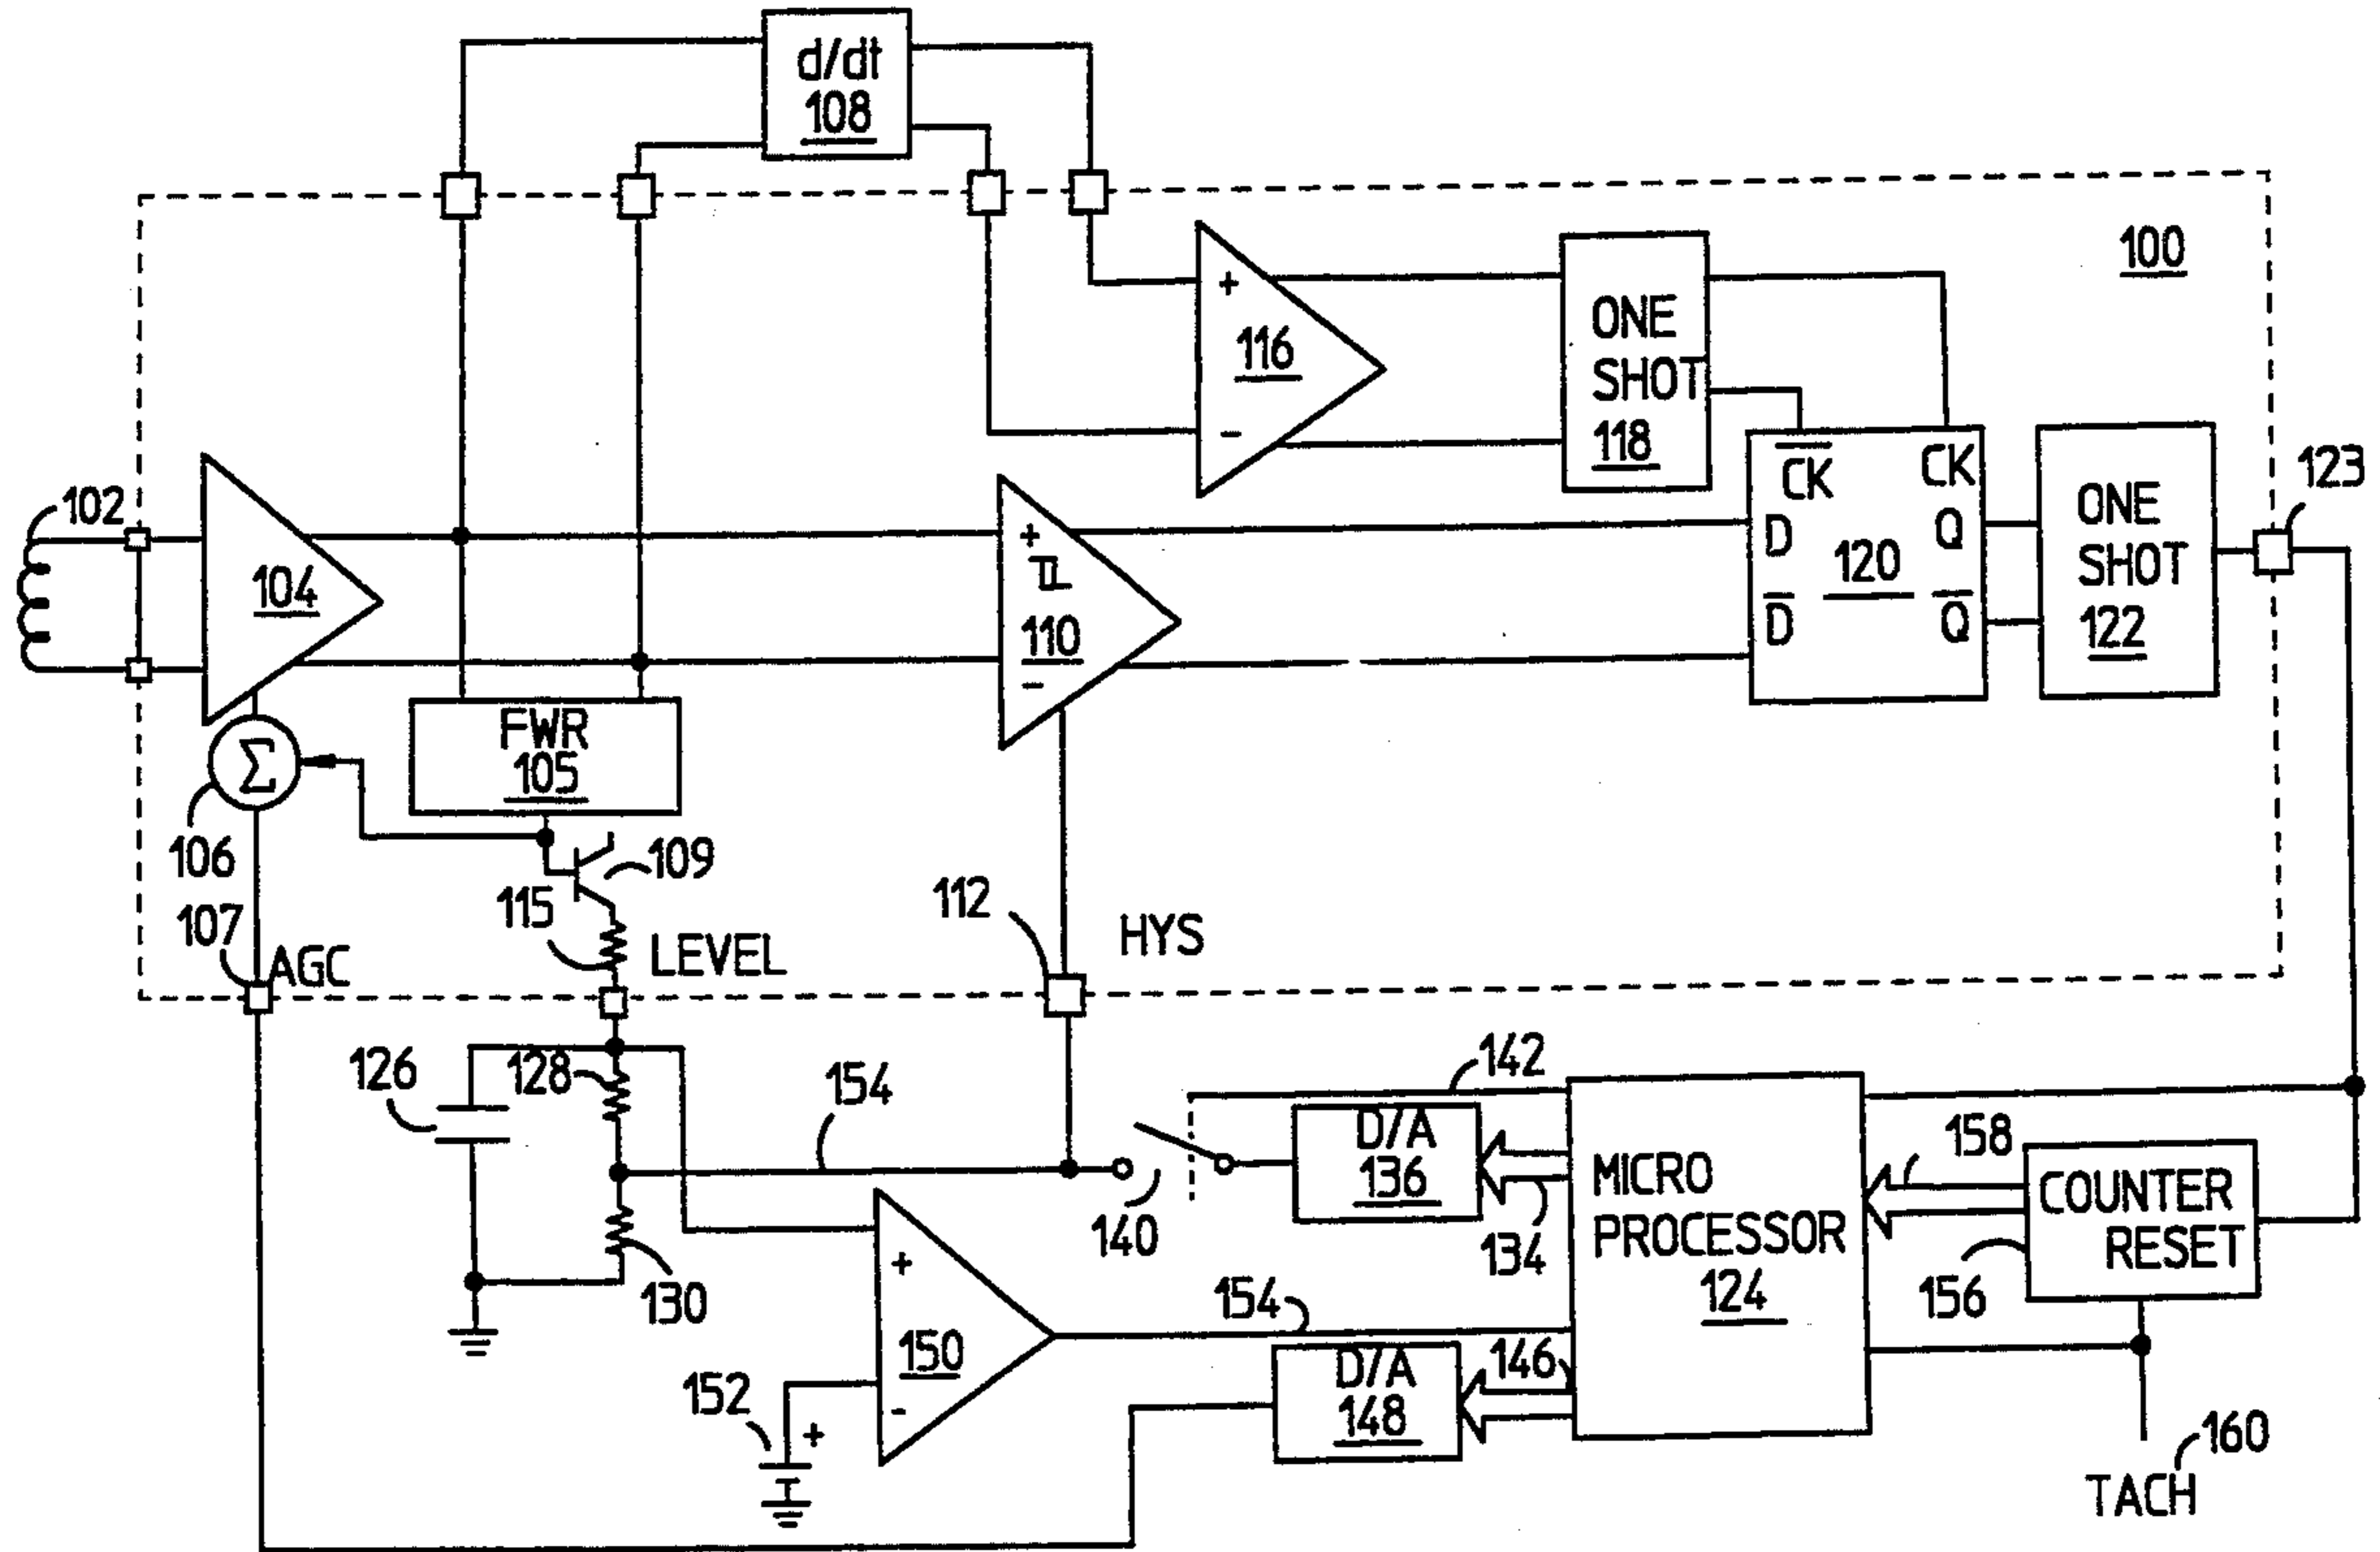 d/dt
108
100
+
116
-
ONE
SHOT
118
CK
CK
D
Q
120
D
Q
ONE
SHOT
122
123
102
104
+
110
-
FWR
105
Σ
106
109
115
107
AGC
LEVEL
112
HYS
126
128
154
142
D/A
136
140
134
MICRO
PROCESSOR
124
158
COUNTER
RESET
156
130
+
150
-
154
146
152
+
D/A
148
160
TACH